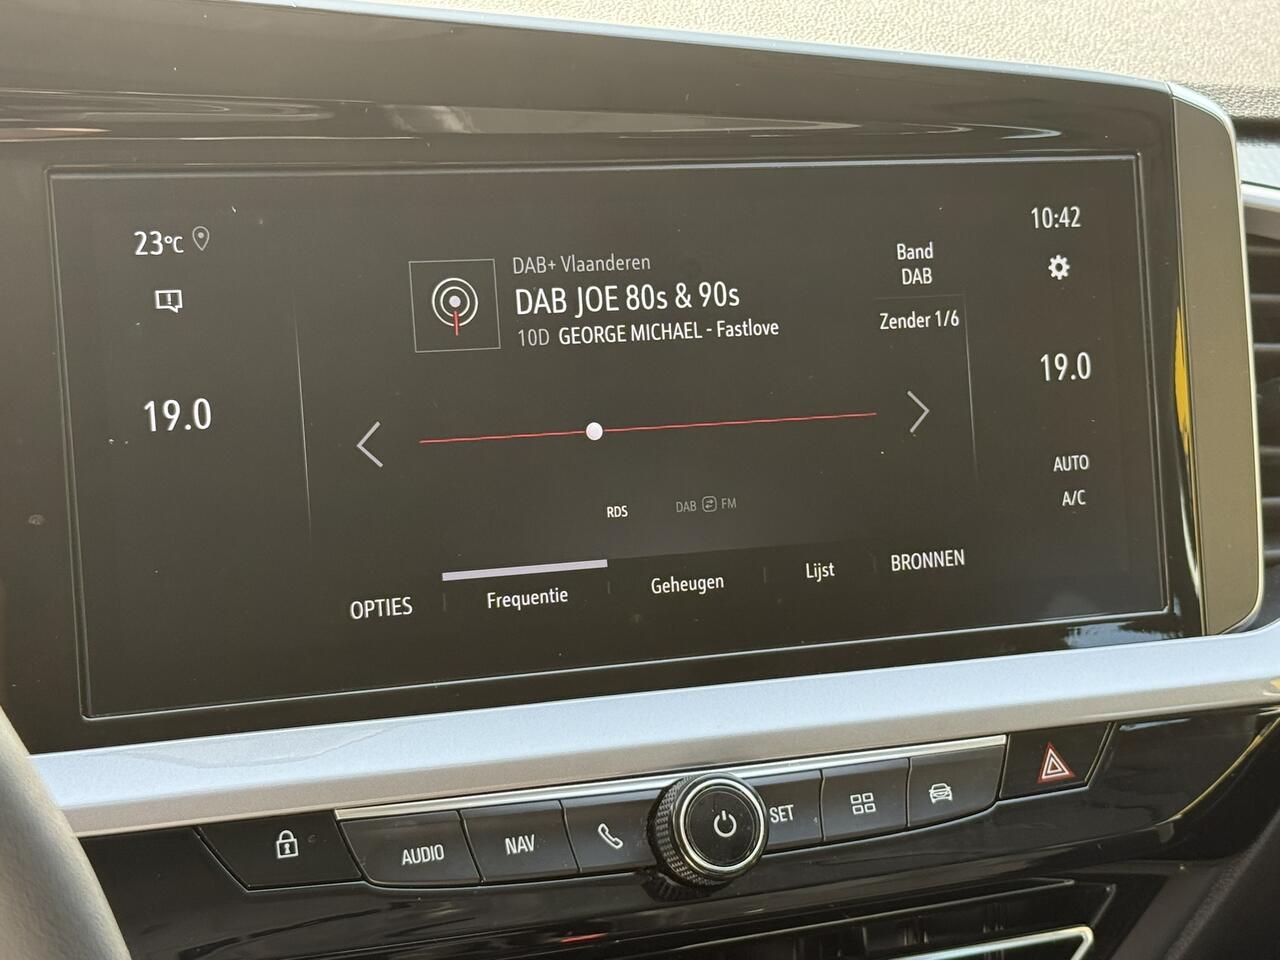 23°C
10:42
DAB+ Vlaanderen
DAB JOE 80s & 90s
10D GEORGE MICHAEL - Fastlove
Band
DAB
Zender 1/6
19.0
19.0
AUTO
A/C
RDS
DAB FM
OPTIES
Frequentie
Geheugen
Lijst
BRONNEN
AUDIO
NAV
SET